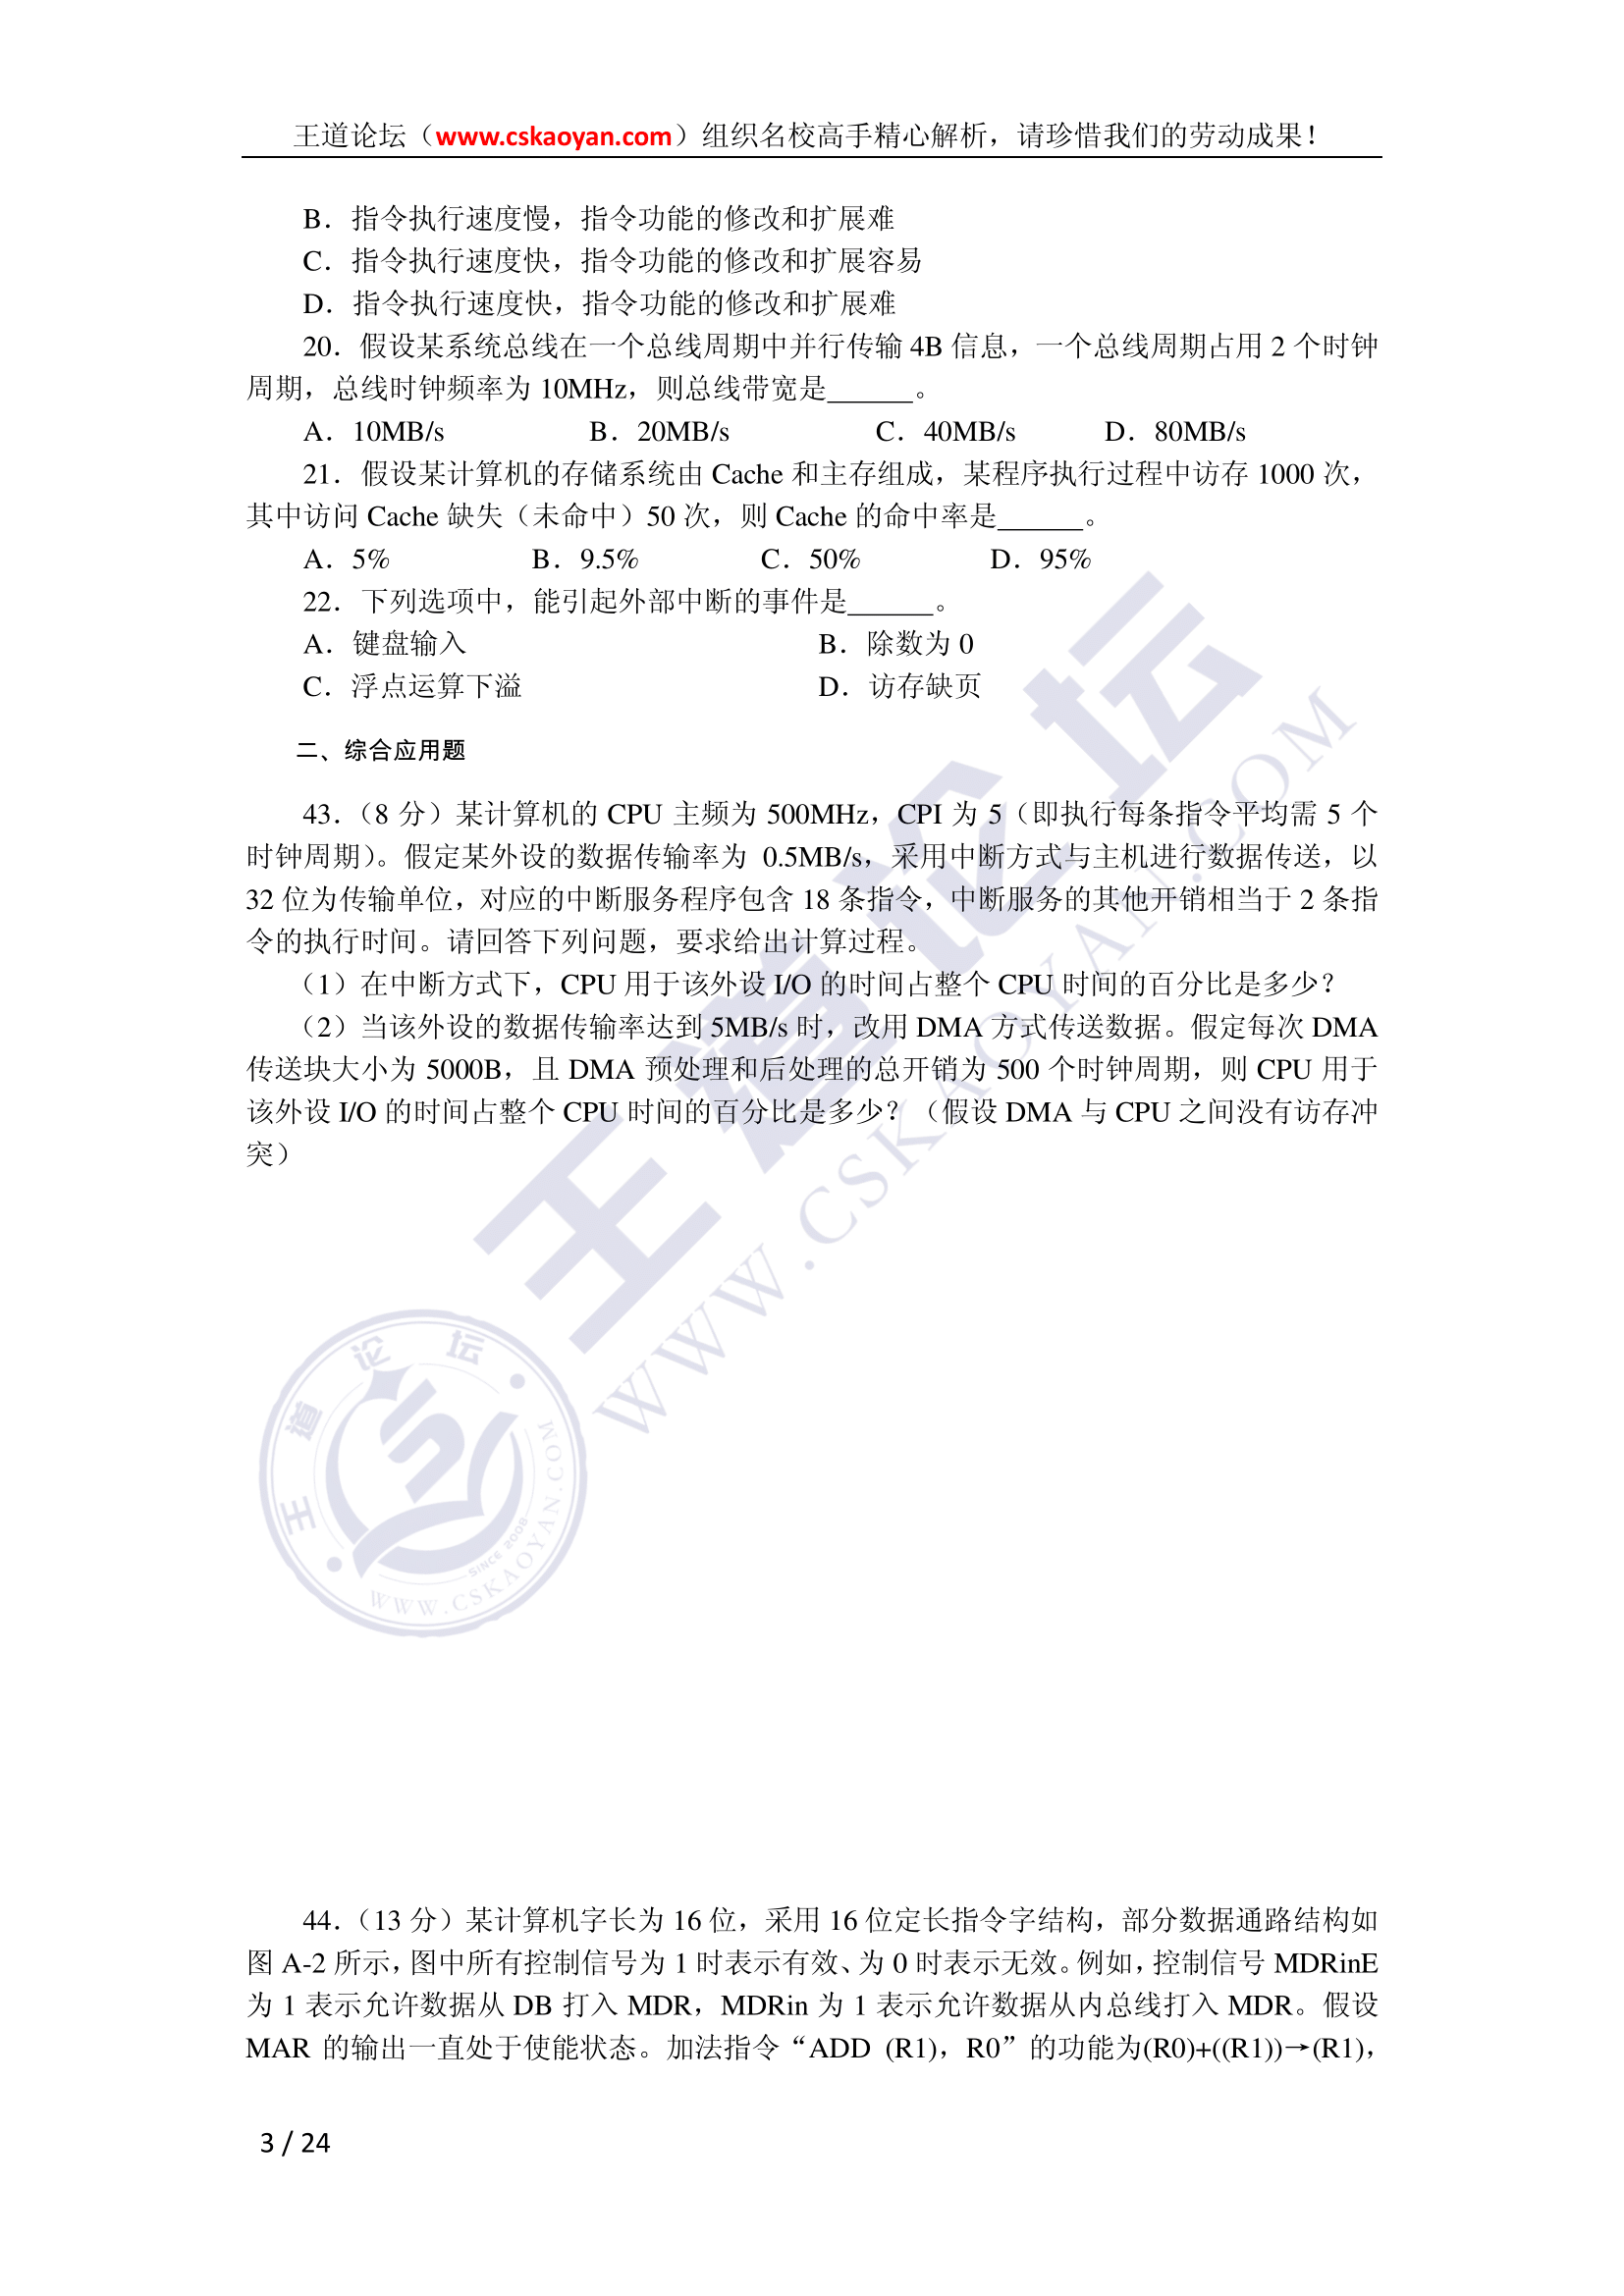 王道论坛（www.cskaoyan.com）组织名校高手精心解析，请珍惜我们的劳动成果！
B．指令执行速度慢，指令功能的修改和扩展难
C．指令执行速度快，指令功能的修改和扩展容易
D．指令执行速度快，指令功能的修改和扩展难
20．假设某系统总线在一个总线周期中并行传输 4B 信息，一个总线周期占用 2 个时钟
周期，总线时钟频率为 10MHz，则总线带宽是______。
A．10MB/s B．20MB/s C．40MB/s D．80MB/s
21．假设某计算机的存储系统由 Cache 和主存组成，某程序执行过程中访存 1000 次，
其中访问 Cache 缺失（未命中）50 次，则 Cache 的命中率是______。
A．5% B．9.5% C．50% D．95%
22．下列选项中，能引起外部中断的事件是______。
A．键盘输入 B．除数为 0
C．浮点运算下溢 D．访存缺页
二、综合应用题
43．（8 分）某计算机的 CPU 主频为 500MHz，CPI 为 5（即执行每条指令平均需 5 个
时钟周期）。假定某外设的数据传输率为 0.5MB/s，采用中断方式与主机进行数据传送，以
32 位为传输单位，对应的中断服务程序包含 18 条指令，中断服务的其他开销相当于 2 条指
令的执行时间。请回答下列问题，要求给出计算过程。
（1）在中断方式下，CPU 用于该外设 I/O 的时间占整个 CPU 时间的百分比是多少？
（2）当该外设的数据传输率达到 5MB/s 时，改用 DMA 方式传送数据。假定每次 DMA
传送块大小为 5000B，且 DMA 预处理和后处理的总开销为 500 个时钟周期，则 CPU 用于
该外设 I/O 的时间占整个 CPU 时间的百分比是多少？（假设 DMA 与 CPU 之间没有访存冲
突）
44．（13 分）某计算机字长为 16 位，采用 16 位定长指令字结构，部分数据通路结构如
图 A-2 所示，图中所有控制信号为 1 时表示有效、为 0 时表示无效。例如，控制信号 MDRinE
为 1 表示允许数据从 DB 打入 MDR，MDRin 为 1 表示允许数据从内总线打入 MDR。假设
MAR 的输出一直处于使能状态。加法指令“ADD (R1)，R0”的功能为(R0)+((R1))→(R1)，
3 / 24
王道论坛
WWW.CSKAOYAN.COM
王道论坛
SINCE 2008
WWW.CSKAOYAN.COM